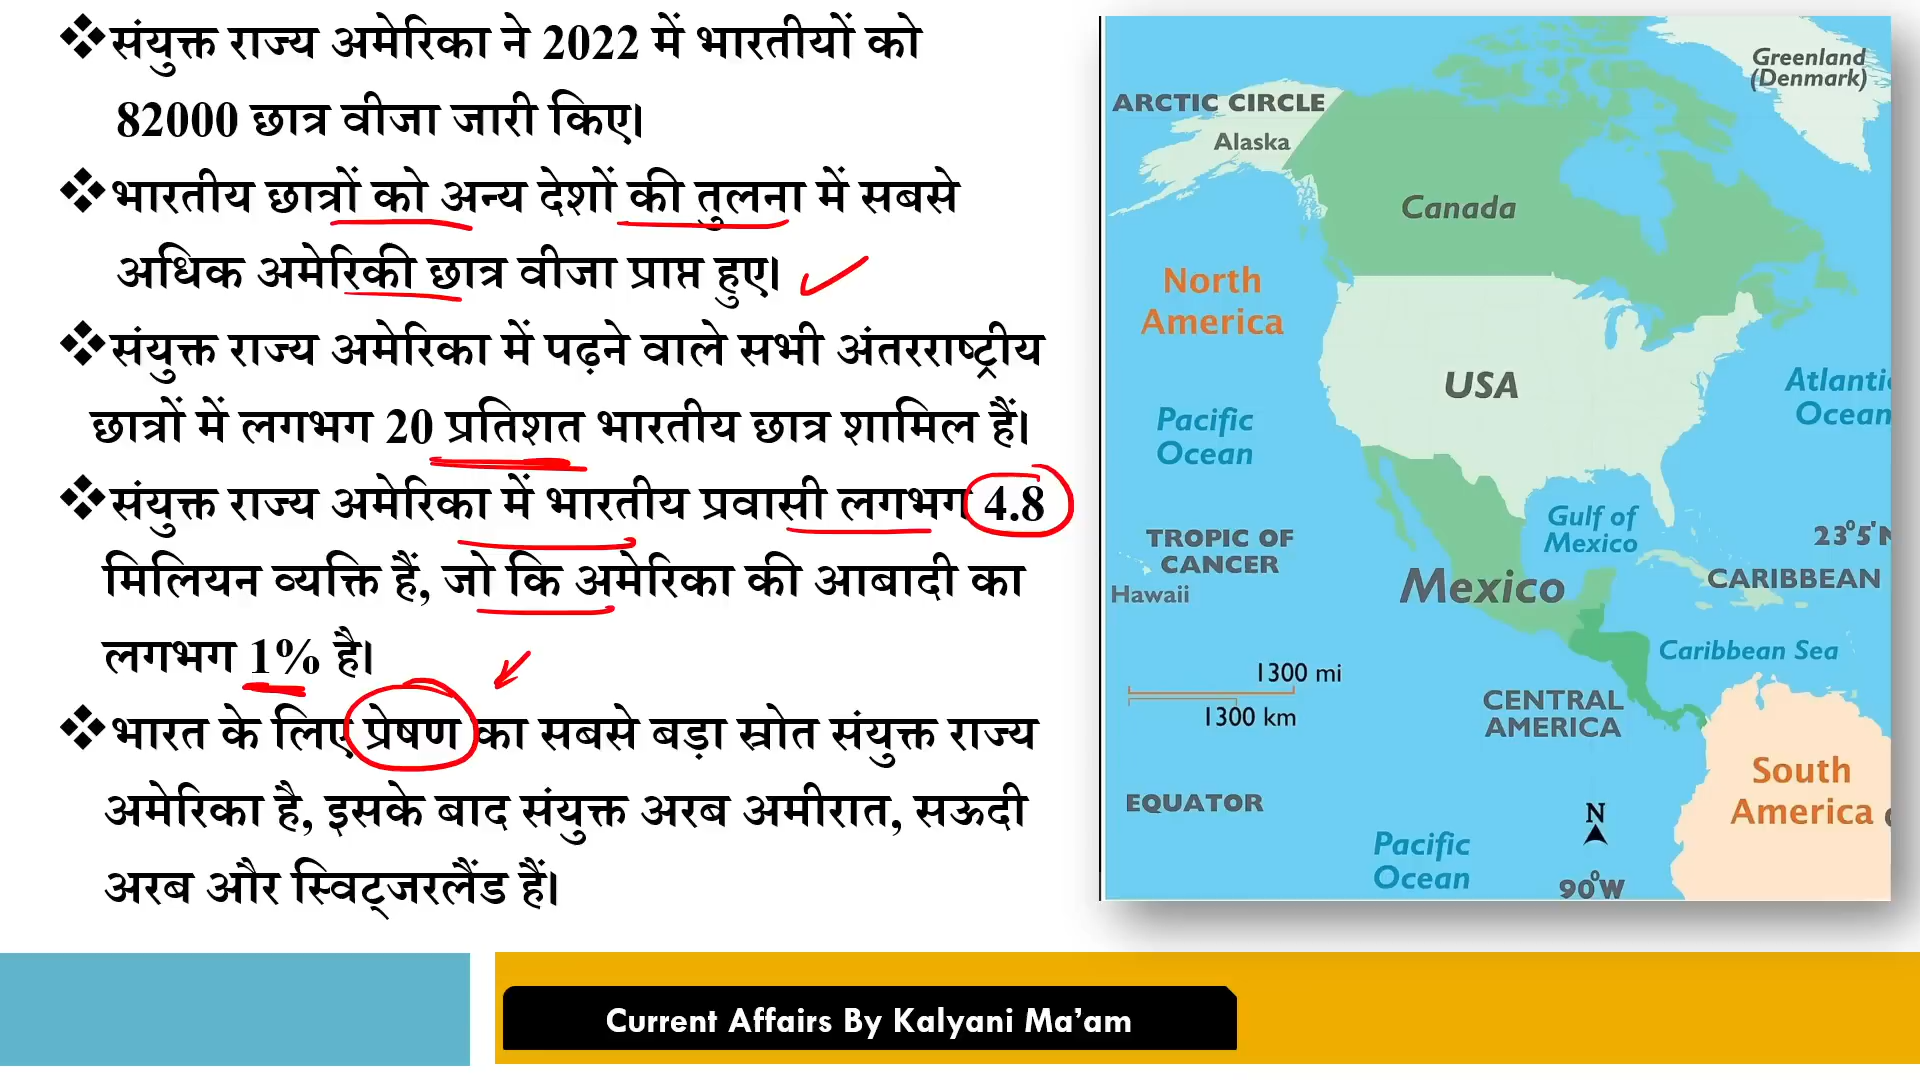 ❖संयुक्त राज्य अमेरिका ने 2022 में भारतीयों को
82000 छात्र वीजा जारी किए।
❖भारतीय छात्रों को अन्य देशों की तुलना में सबसे
अधिक अमेरिकी छात्र वीजा प्राप्त हुए।
❖संयुक्त राज्य अमेरिका में पढ़ने वाले सभी अंतरराष्ट्रीय
छात्रों में लगभग 20 प्रतिशत भारतीय छात्र शामिल हैं।
❖संयुक्त राज्य अमेरिका में भारतीय प्रवासी लगभग 4.8
मिलियन व्यक्ति हैं, जो कि अमेरिका की आबादी का
लगभग 1% है।
❖भारत के लिए प्रेषण का सबसे बड़ा स्रोत संयुक्त राज्य
अमेरिका है, इसके बाद संयुक्त अरब अमीरात, सऊदी
अरब और स्विट्जरलैंड हैं।
Greenland
(Denmark)
ARCTIC CIRCLE
Alaska
Canada
North
America
USA
Atlantic
Ocean
Pacific
Ocean
Gulf of
Mexico
23°5'N
TROPIC OF
CANCER
Hawaii
Mexico
CARIBBEAN
Caribbean Sea
1300 mi
1300 km
CENTRAL
AMERICA
South
America
EQUATOR
N
Pacific
Ocean
90°W
Current Affairs By Kalyani Ma’am